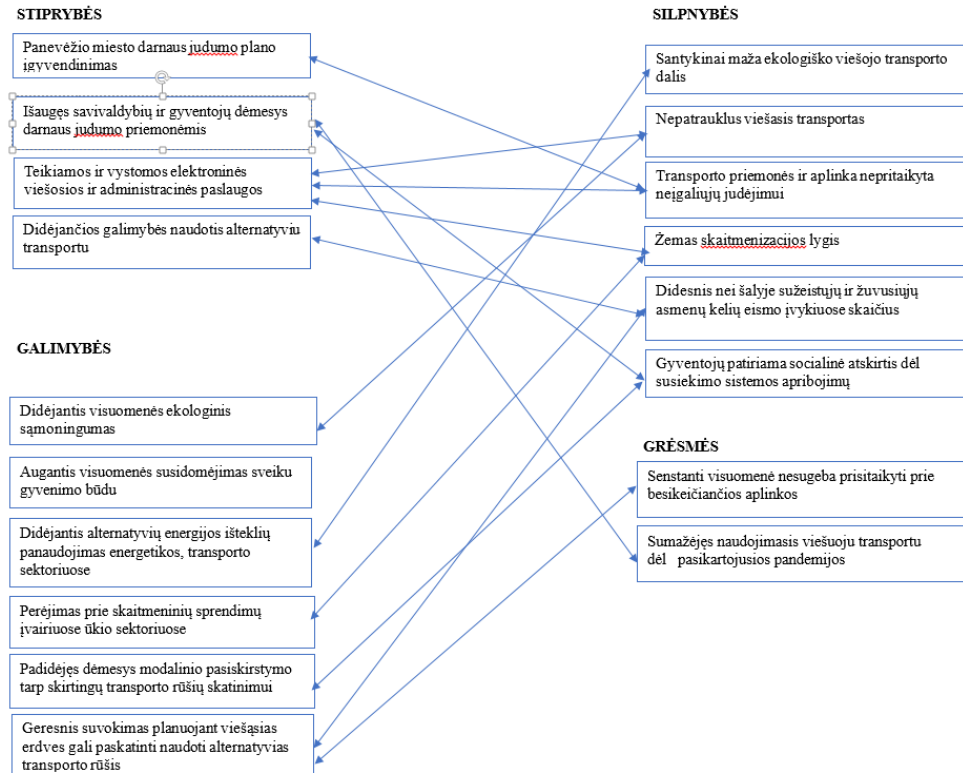 STIPRYBĖS
Panevėžio miesto darnaus judumo plano
įgyvendinimas
Išaugęs savivaldybių ir gyventojų dėmesys
darnaus judumo priemonėmis
Teikiamos ir vystomos elektroninės
viešosios ir administracinės paslaugos
Didėjančios galimybės naudotis alternatyviu
transportu
GALIMYBĖS
Didėjantis visuomenės ekologinis
sąmoningumas
Augantis visuomenės susidomėjimas sveiku
gyvenimo būdu
Didėjantis alternatyvių energijos išteklių
panaudojimas energetikos, transporto
sektoriuose
Perėjimas prie skaitmeninių sprendimų
įvairiuose ūkio sektoriuose
Padidėjęs dėmesys modalinio pasiskirstymo
tarp skirtingų transporto rūšių skatinimui
Geresnis suvokimas planuojant viešąsias
erdves gali paskatinti naudoti alternatyvias
transporto rūšis
SILPNYBĖS
Santykinai maža ekologiško viešojo transporto
dalis
Nepatrauklus viešasis transportas
Transporto priemonės ir aplinka nepritaikyta
neįgaliųjų judėjimui
Žemas skaitmenizacijos lygis
Didesnis nei šalyje sužeistųjų ir žuvusiųjų
asmenų kelių eismo įvykiuose skaičius
Gyventojų patiriama socialinė atskirtis dėl
susiekimo sistemos apribojimų
GRĖSMĖS
Senstanti visuomenė nesugeba prisitaikyti prie
besikeičiančios aplinkos
Sumažėjęs naudojimasis viešuoju transportu
dėl pasikartojusios pandemijos